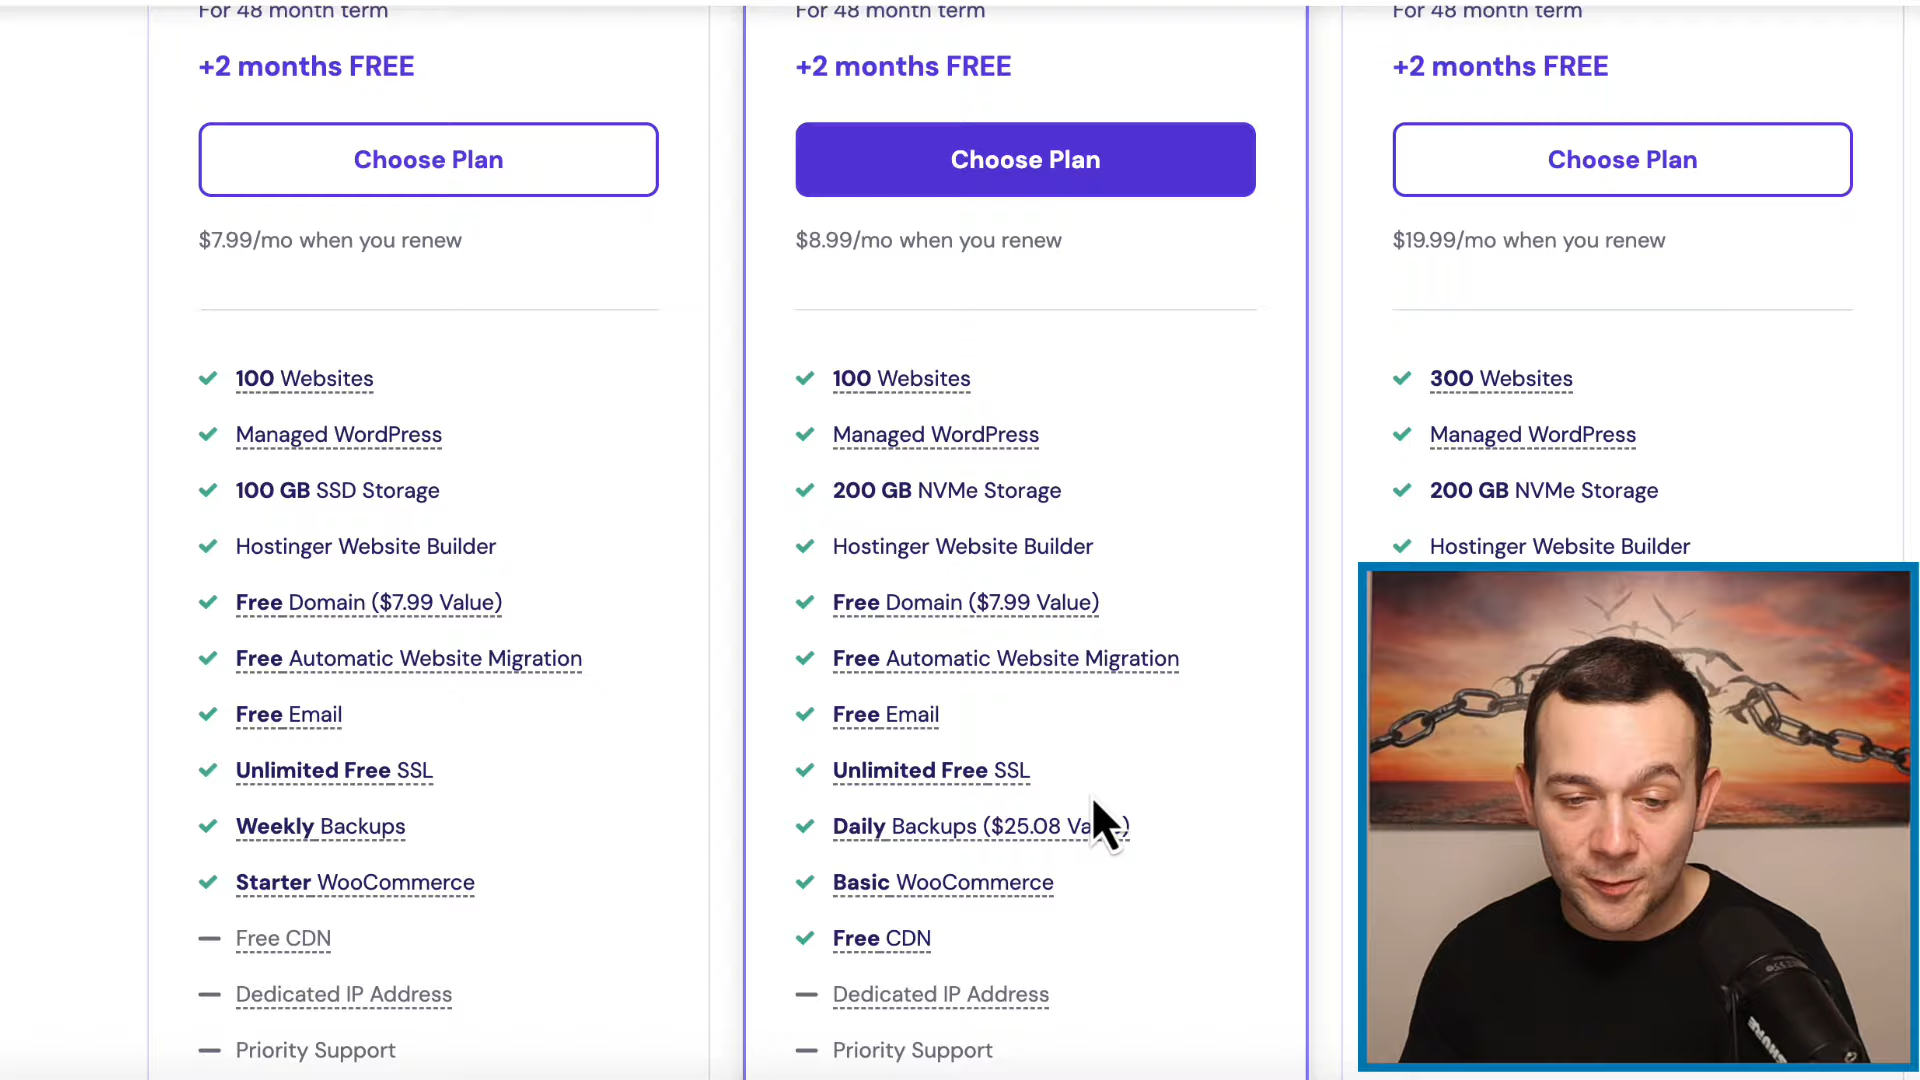 For 48 month term
+2 months FREE
Choose Plan
$7.99/mo when you renew
100 Websites
Managed WordPress
100 GB SSD Storage
Hostinger Website Builder
Free Domain ($7.99 Value)
Free Automatic Website Migration
Free Email
Unlimited Free SSL
Weekly Backups
Starter WooCommerce
Free CDN
Dedicated IP Address
Priority Support
For 48 month term
+2 months FREE
Choose Plan
$8.99/mo when you renew
100 Websites
Managed WordPress
200 GB NVMe Storage
Hostinger Website Builder
Free Domain ($7.99 Value)
Free Automatic Website Migration
Free Email
Unlimited Free SSL
Daily Backups ($25.08
Basic WooCommerce
Free CDN
Dedicated IP Address
Priority Support
For 48 month term
+2 months FREE
Choose Plan
$19.99/mo when you renew
300 Websites
Managed WordPress
200 GB NVMe Storage
Hostinger Website Builder
SHURE